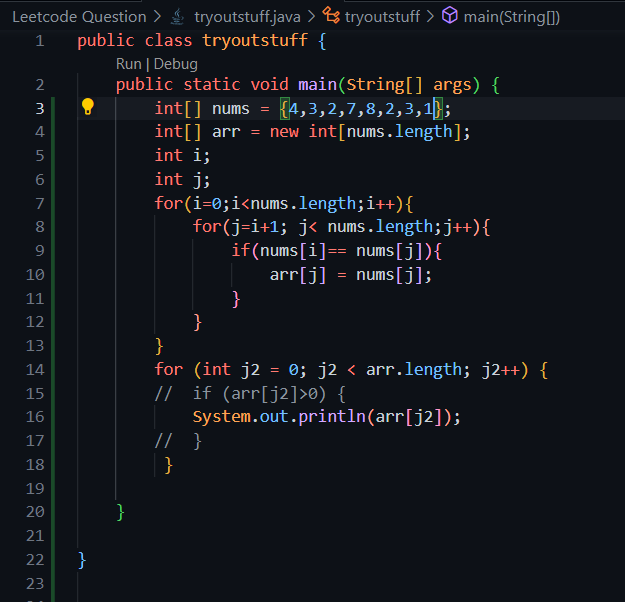 Leetcode Question > tryoutstuff.java > tryoutstuff > main(String[])
1 public class tryoutstuff {
Run | Debug
2 public static void main(String[] args) {
3 int[] nums = {4,3,2,7,8,2,3,1};
4 int[] arr = new int[nums.length];
5 int i;
6 int j;
7 for(i=0;i<nums.length;i++){
8 for(j=i+1; j< nums.length;j++){
9 if(nums[i]== nums[j]){
10 arr[j] = nums[j];
11 }
12 }
13 }
14 for (int j2 = 0; j2 < arr.length; j2++) {
15 //  if (arr[j2]>0) {
16 System.out.println(arr[j2]);
17 //  }
18 }
19
20 }
21
22 }
23